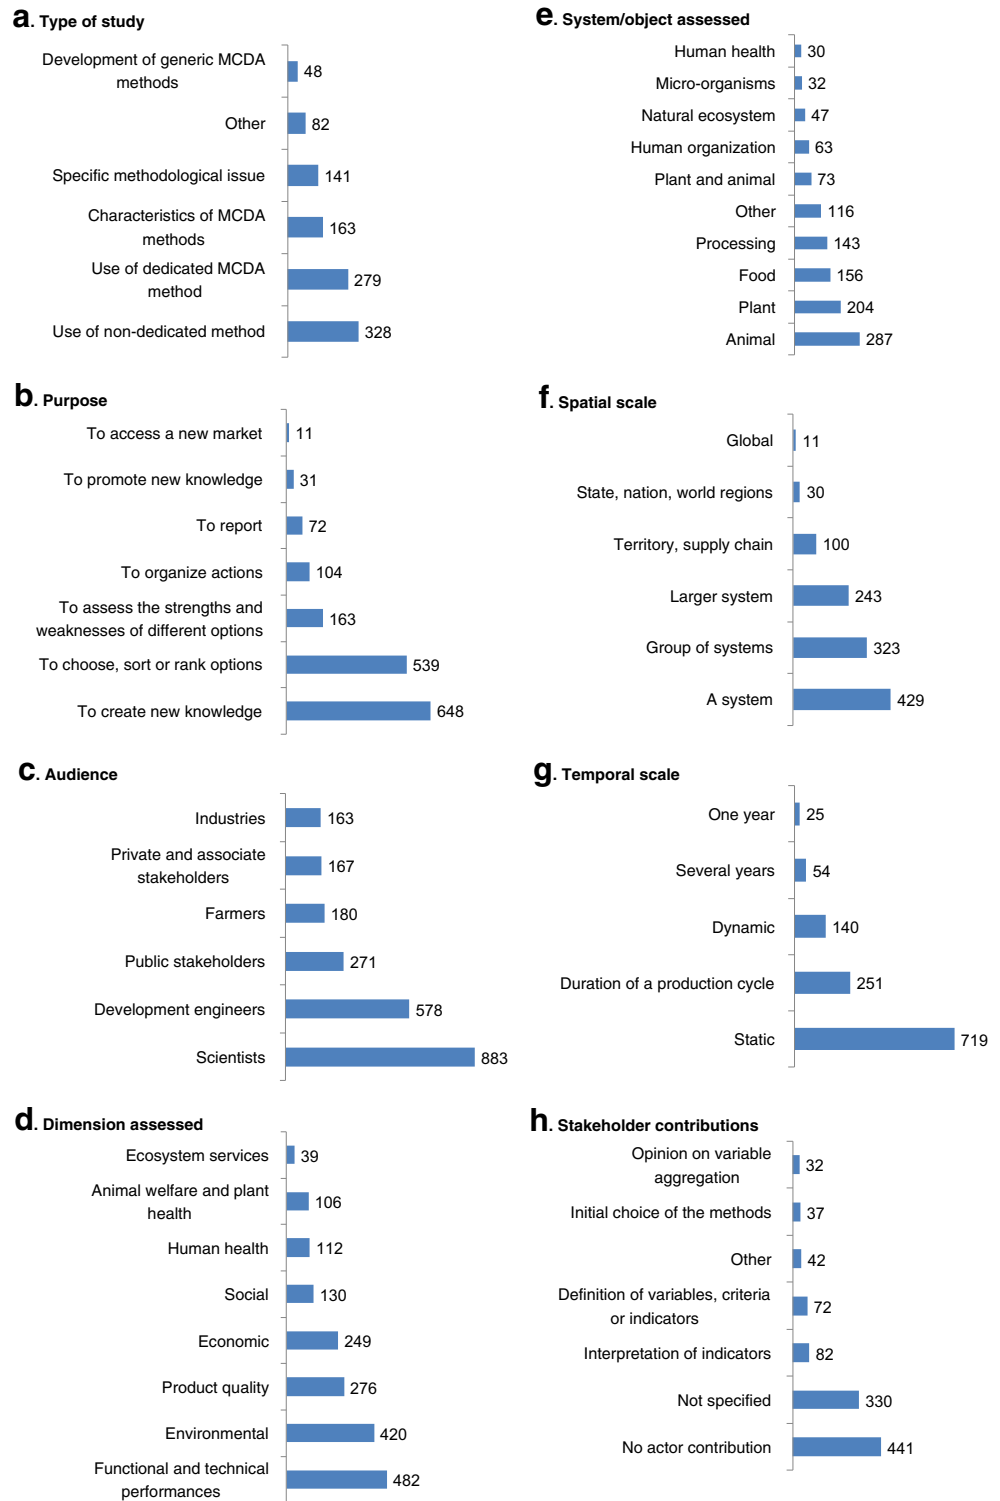 a. Type of study
Development of generic MCDA
methods
48
Other
82
Specific methodological issue
141
Characteristics of MCDA
methods
163
Use of dedicated MCDA
method
279
Use of non-dedicated method
328
b. Purpose
To access a new market
11
To promote new knowledge
31
To report
72
To organize actions
104
To assess the strengths and
weaknesses of different options
163
To choose, sort or rank options
539
To create new knowledge
648
c. Audience
Industries
163
Private and associate
stakeholders
167
Farmers
180
Public stakeholders
271
Development engineers
578
Scientists
883
d. Dimension assessed
Ecosystem services
39
Animal welfare and plant
health
106
Human health
112
Social
130
Economic
249
Product quality
276
Environmental
420
Functional and technical
performances
482
e. System/object assessed
Human health
30
Micro-organisms
32
Natural ecosystem
47
Human organization
63
Plant and animal
73
Other
116
Processing
143
Food
156
Plant
204
Animal
287
f. Spatial scale
Global
11
State, nation, world regions
30
Territory, supply chain
100
Larger system
243
Group of systems
323
A system
429
g. Temporal scale
One year
25
Several years
54
Dynamic
140
Duration of a production cycle
251
Static
719
h. Stakeholder contributions
Opinion on variable
aggregation
32
Initial choice of the methods
37
Other
42
Definition of variables, criteria
or indicators
72
Interpretation of indicators
82
Not specified
330
No actor contribution
441